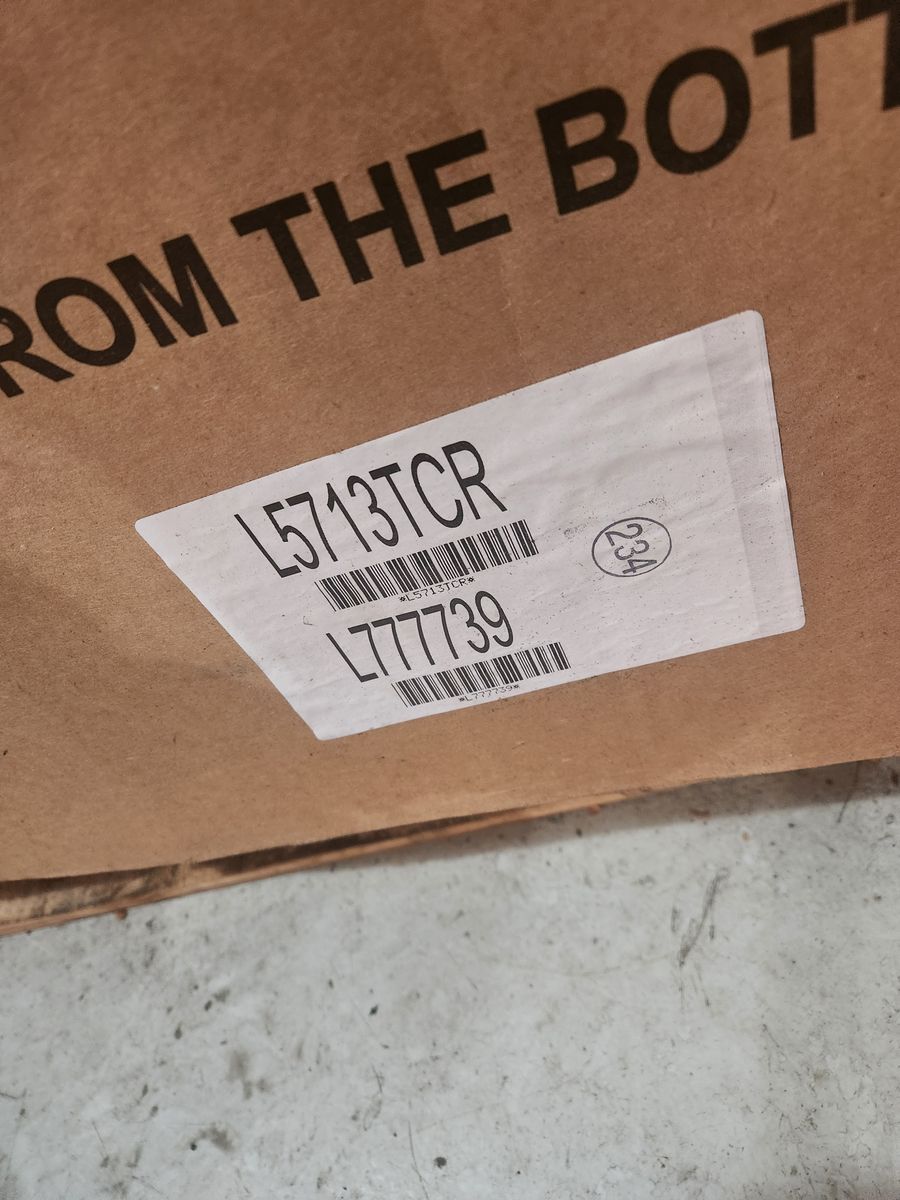 ROM THE BOTT
L5713TCR
*L5713TCR*
L777739
*L777739*
234